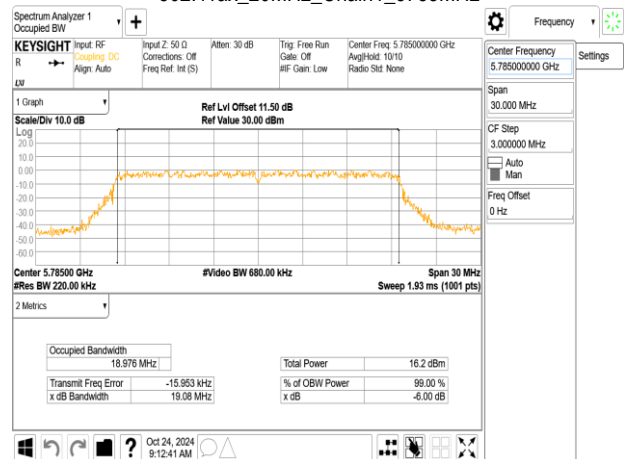 Spectrum Analyzer 1
Occupied BW
KEYSIGHT
R
LXI
Input: RF
Coupling: DC
Align: Auto
Input Z: 50 Ω
Corrections: Off
Freq Ref: Int (S)
Atten: 30 dB
Trig: Free Run
Gate: Off
#IF Gain: Low
Center Freq: 5.785000000 GHz
Avg|Hold: 10/10
Radio Std: None
1 Graph
Scale/Div 10.0 dB
Ref Lvl Offset 11.50 dB
Ref Value 30.00 dBm
Log
20.0
10.0
0.00
-10.0
-20.0
-30.0
-40.0
-50.0
-60.0
Center 5.78500 GHz
#Res BW 220.00 kHz
#Video BW 680.00 kHz
Span 30 MHz
Sweep 1.93 ms (1001 pts)
2 Metrics
Occupied Bandwidth
18.976 MHz
Transmit Freq Error -15.953 kHz
x dB Bandwidth 19.08 MHz
Total Power 16.2 dBm
% of OBW Power 99.00 %
x dB -6.00 dB
Oct 24, 2024
9:12:41 AM
Frequency
Settings
Center Frequency
5.785000000 GHz
Span
30.000 MHz
CF Step
3.000000 MHz
Auto
Man
Freq Offset
0 Hz